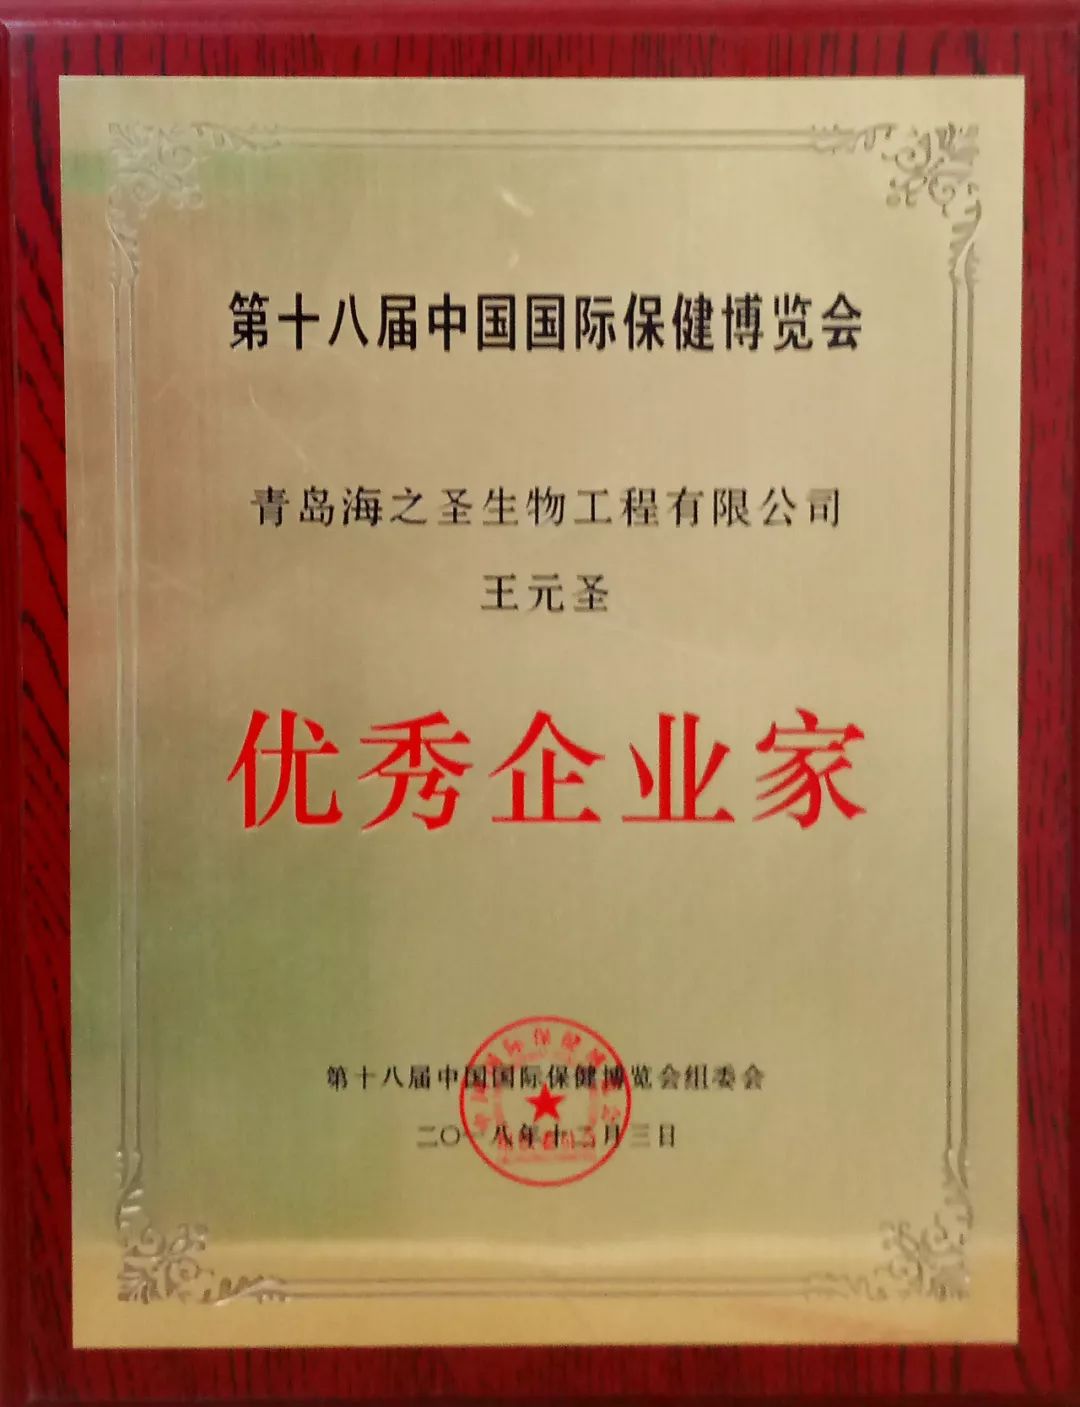 第十八届中国国际保健博览会
青岛海之圣生物工程有限公司
王元圣
优秀企业家
第十八届中国国际保健博览会组委会
二〇一八年十二月三日